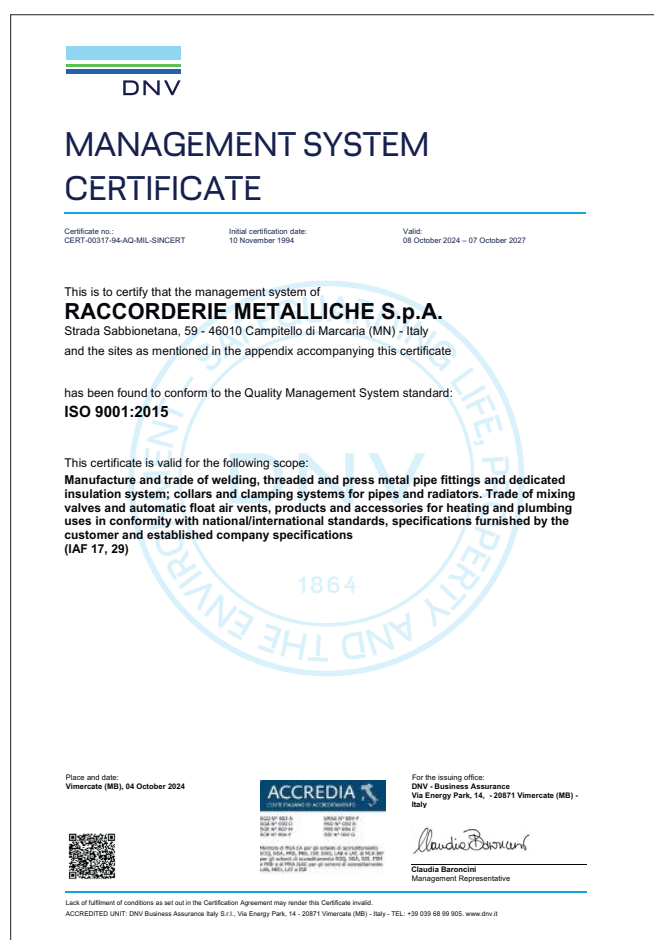 DNV
MANAGEMENT SYSTEM
CERTIFICATE
Certificate no.:
CERT-00317-94-AQ-MIL-SINCERT
Initial certification date:
10 November 1994
Valid:
08 October 2024 – 07 October 2027
This is to certify that the management system of
RACCORDERIE METALLICHE S.p.A.
Strada Sabbionetana, 59 - 46010 Campitello di Marcaria (MN) - Italy
and the sites as mentioned in the appendix accompanying this certificate
has been found to conform to the Quality Management System standard:
ISO 9001:2015
This certificate is valid for the following scope:
Manufacture and trade of welding, threaded and press metal pipe fittings and dedicated
insulation system; collars and clamping systems for pipes and radiators. Trade of mixing
valves and automatic float air vents, products and accessories for heating and plumbing
uses in conformity with national/international standards, specifications furnished by the
customer and established company specifications
(IAF 17, 29)
DNV
1864
Place and date:
Vimercate (MB), 04 October 2024
ACCREDIA
L'ENTE ITALIANO DI ACCREDITAMENTO
For the issuing office:
DNV - Business Assurance
Via Energy Park, 14, - 20871 Vimercate (MB) -
Italy
Claudia Baroncini
Claudia Baroncini
Management Representative
Lack of fulfilment of conditions as set out in the Certification Agreement may render this Certificate invalid.
ACCREDITED UNIT: DNV Business Assurance Italy S.r.l., Via Energy Park, 14 - 20871 Vimercate (MB) - Italy - TEL: +39 039 68 99 905. www.dnv.it